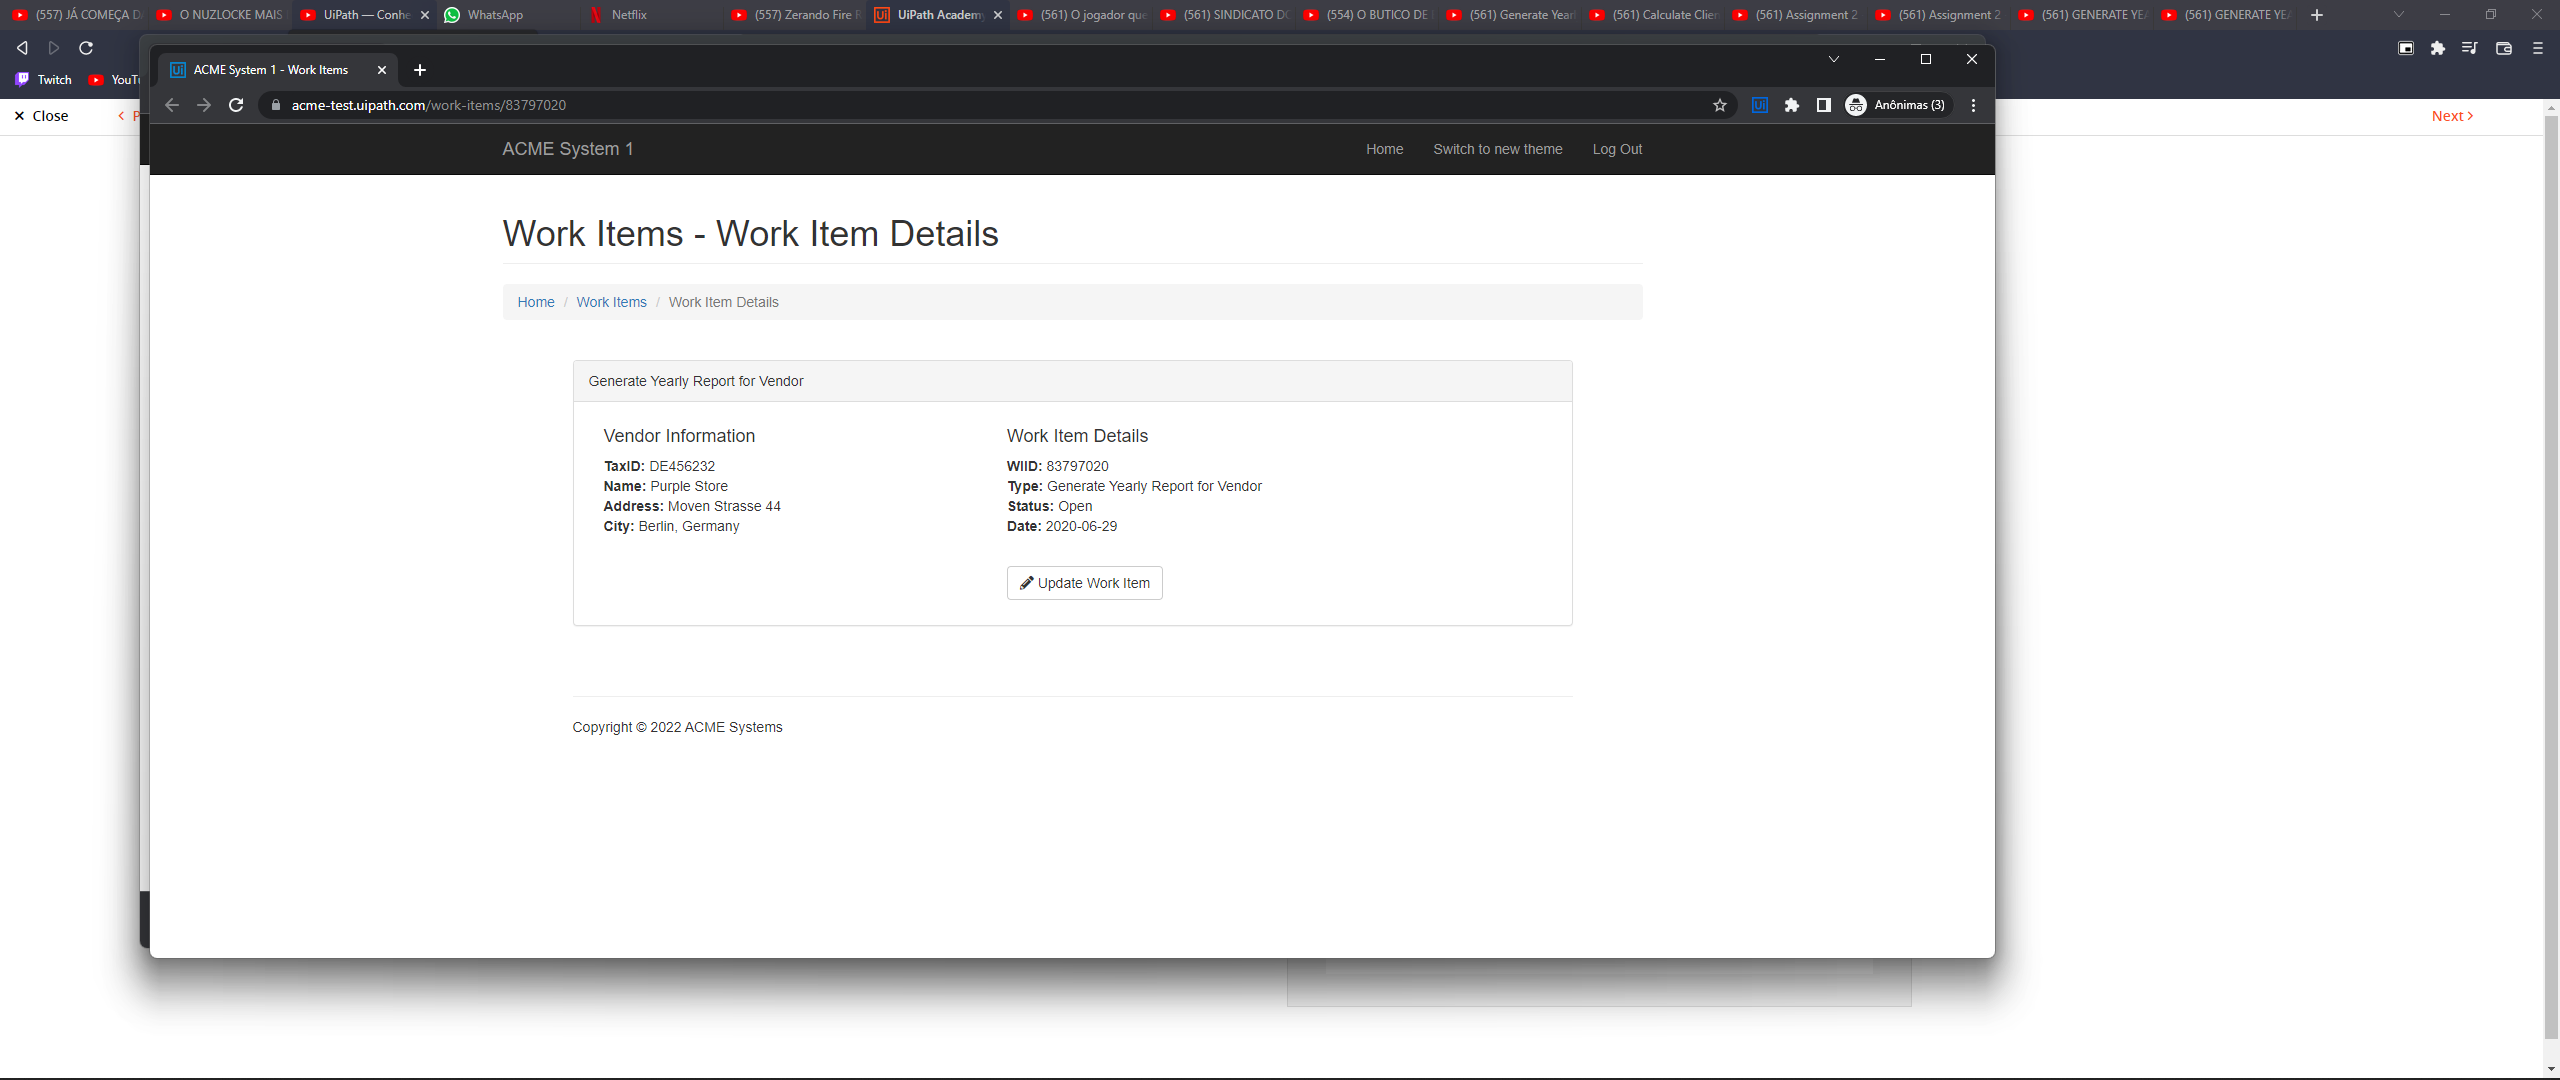 (557) JÁ COMEÇA D
O NUZLOCKE MAIS
UiPath — Conhe
WhatsApp
Netflix
(557) Zerando Fire R
UiPath Academy
(561) O jogador que
(561) SINDICATO DO
(554) O BUTICO DE
(561) Generate Yearl
(561) Calculate Clien
(561) Assignment 2
(561) Assignment 2
(561) GENERATE YEA
(561) GENERATE YEA
Twitch
YouTu
Close
P
Next
ACME System 1 - Work Items
acme-test.uipath.com/work-items/83797020
Anônimas (3)
ACME System 1
Home
Switch to new theme
Log Out
Work Items - Work Item Details
Home / Work Items / Work Item Details
Generate Yearly Report for Vendor
Vendor Information
TaxID: DE456232
Name: Purple Store
Address: Moven Strasse 44
City: Berlin, Germany
Work Item Details
WIID: 83797020
Type: Generate Yearly Report for Vendor
Status: Open
Date: 2020-06-29
Update Work Item
Copyright © 2022 ACME Systems